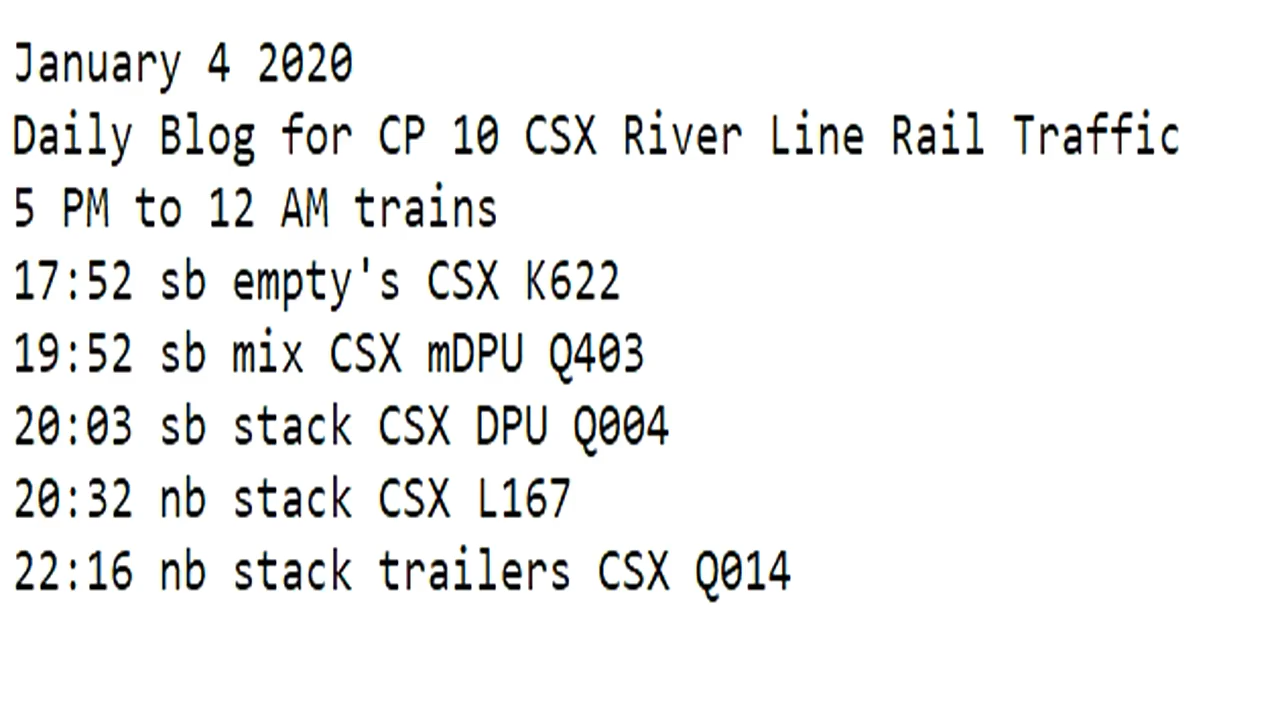 January 4 2020
Daily Blog for CP 10 CSX River Line Rail Traffic
5 PM to 12 AM trains
17:52 sb empty's CSX K622
19:52 sb mix CSX mDPU Q403
20:03 sb stack CSX DPU Q004
20:32 nb stack CSX L167
22:16 nb stack trailers CSX Q014